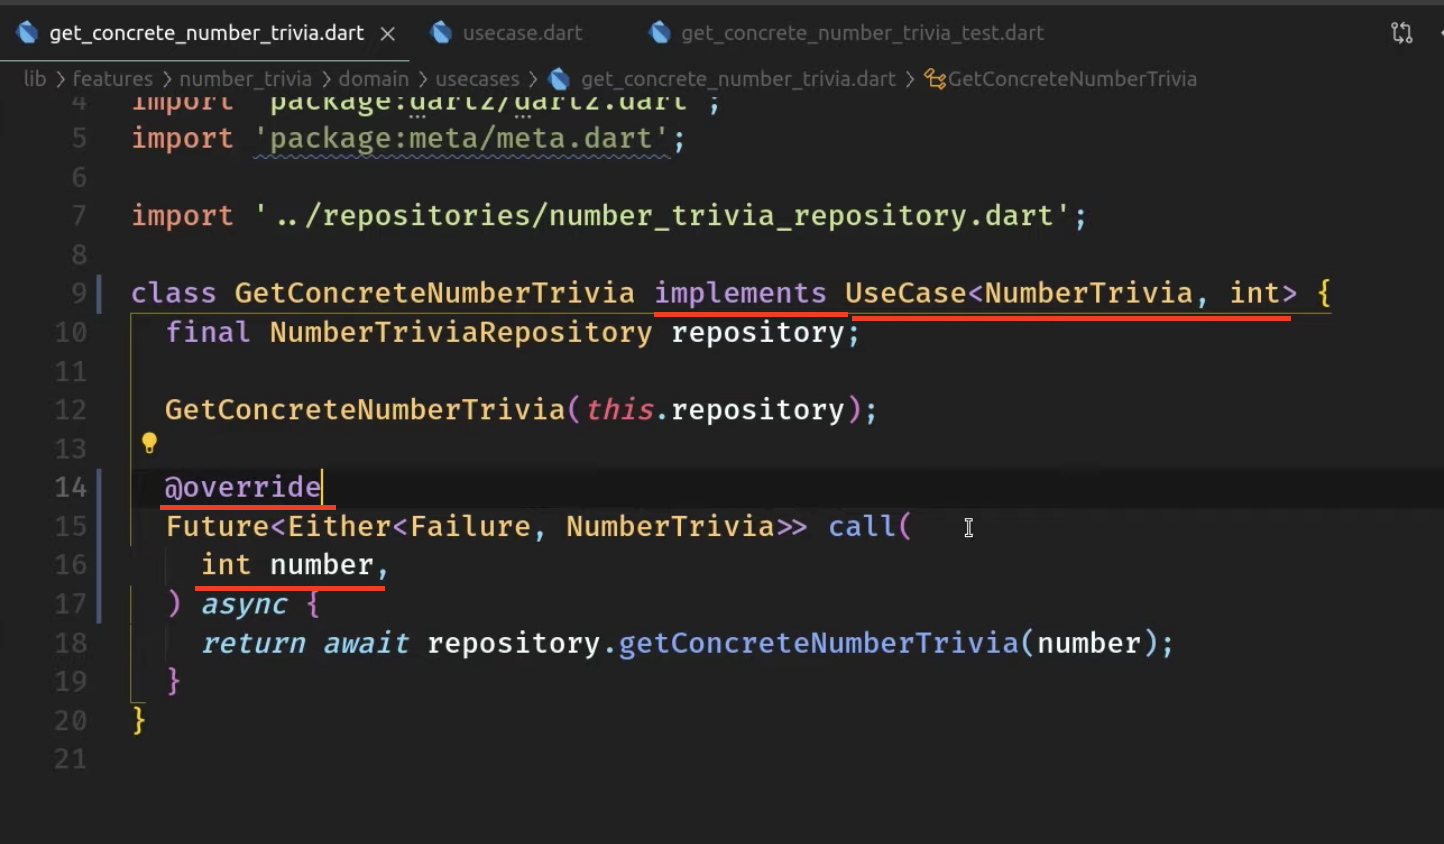 get_concrete_number_trivia.dart × usecase.dart get_concrete_number_trivia_test.dart
lib > features > number_trivia > domain > usecases > get_concrete_number_trivia.dart > GetConcreteNumberTrivia
4 import 'package:dartz/dartz.dart';
5 import 'package:meta/meta.dart';
6
7 import '../repositories/number_trivia_repository.dart';
8
9 class GetConcreteNumberTrivia implements UseCase<NumberTrivia, int> {
10 final NumberTriviaRepository repository;
11
12 GetConcreteNumberTrivia(this.repository);
13
14 @override
15 Future<Either<Failure, NumberTrivia>> call(
16 int number,
17 ) async {
18 return await repository.getConcreteNumberTrivia(number);
19 }
20 }
21